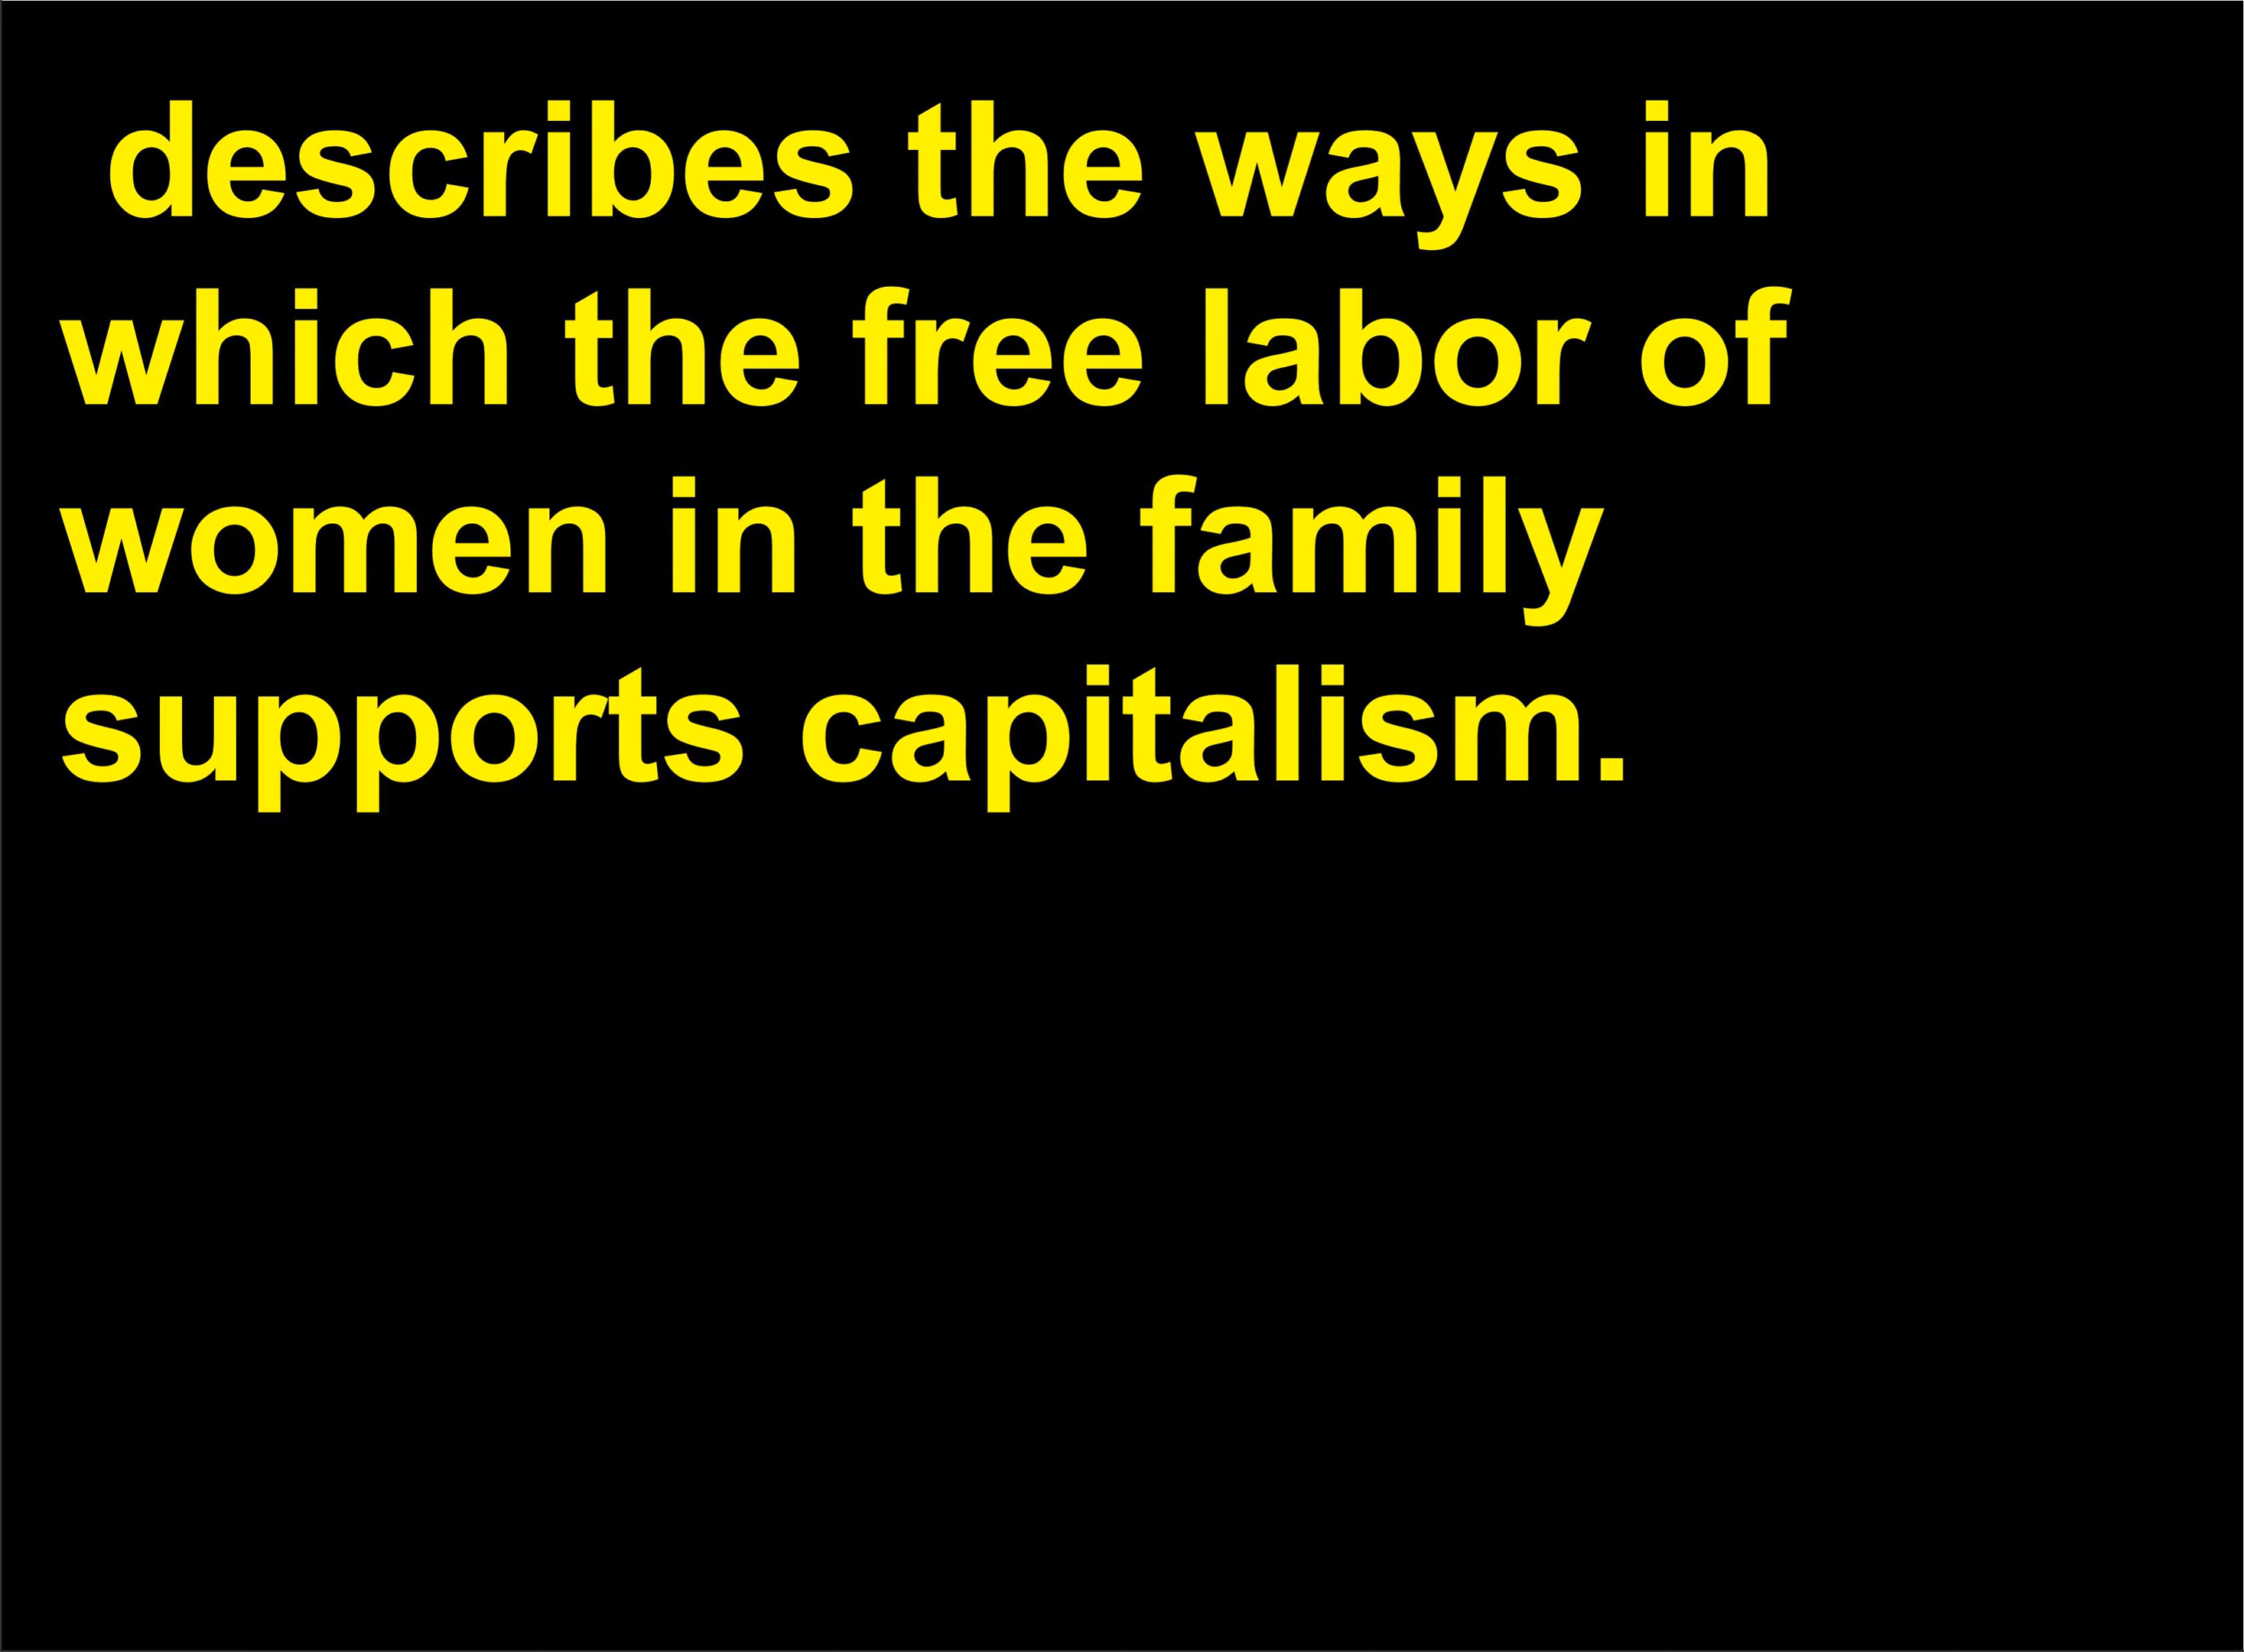 describes the ways in
which the free labor of
women in the family
supports capitalism.